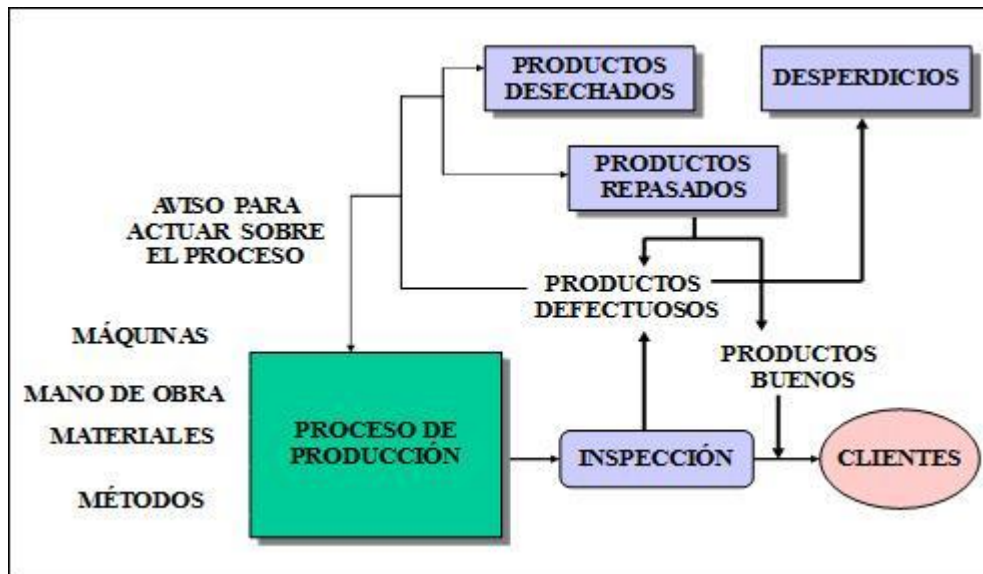 PRODUCTOS
DESECHADOS
DESPERDICIOS
PRODUCTOS
REPASADOS
AVISO PARA
ACTUAR SOBRE
EL PROCESO
PRODUCTOS
DEFECTUOSOS
MÁQUINAS
MANO DE OBRA
MATERIALES
MÉTODOS
PROCESO DE
PRODUCCIÓN
INSPECCIÓN
PRODUCTOS
BUENOS
CLIENTES